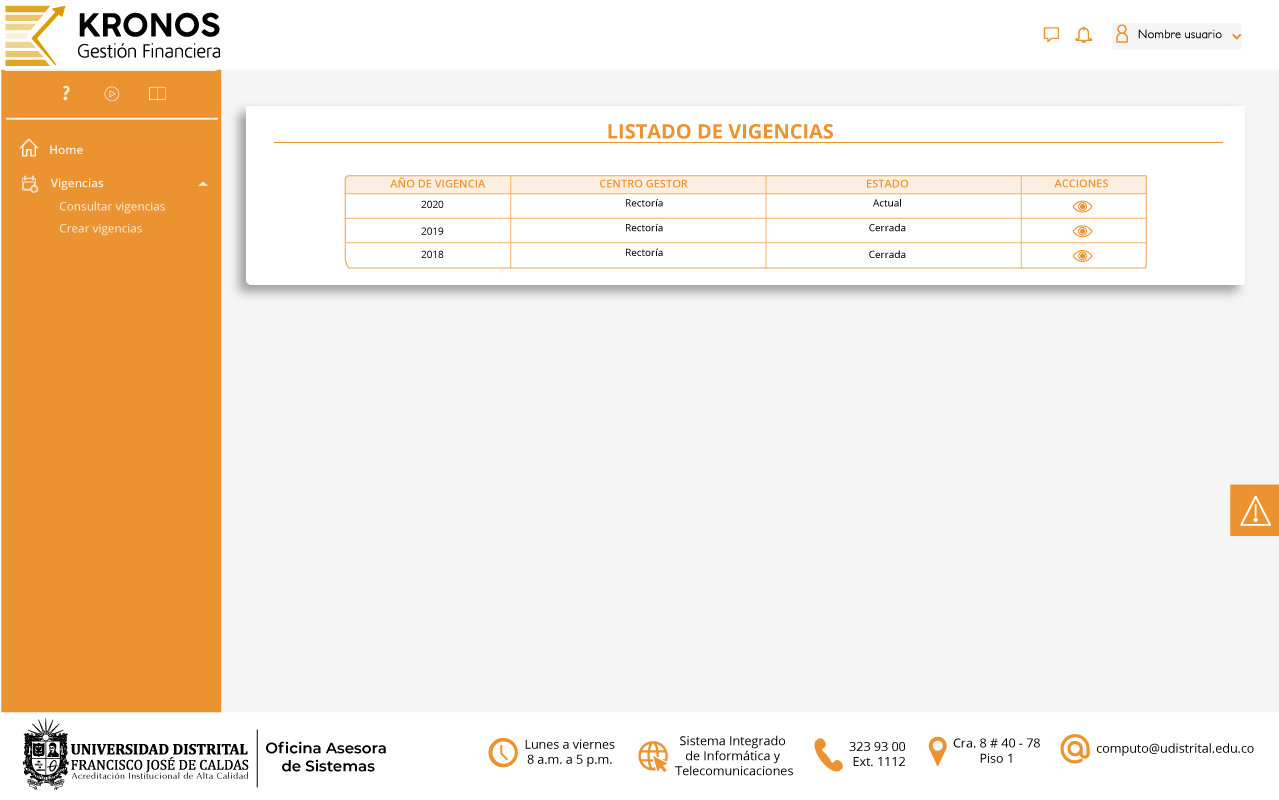 KRONOS
Gestión Financiera
Nombre usuario
?
Home
Vigencias
Consultar vigencias
Crear vigencias
LISTADO DE VIGENCIAS
AÑO DE VIGENCIA CENTRO GESTOR ESTADO ACCIONES
2020 Rectoría Actual
2019 Rectoría Cerrada
2018 Rectoría Cerrada
UNIVERSIDAD DISTRITAL
FRANCISCO JOSÉ DE CALDAS
Acreditación Institucional de Alta Calidad
Oficina Asesora
de Sistemas
Lunes a viernes
8 a.m. a 5 p.m.
Sistema Integrado
de Informática y
Telecomunicaciones
323 93 00
Ext. 1112
Cra. 8 # 40 - 78
Piso 1
computo@udistrital.edu.co